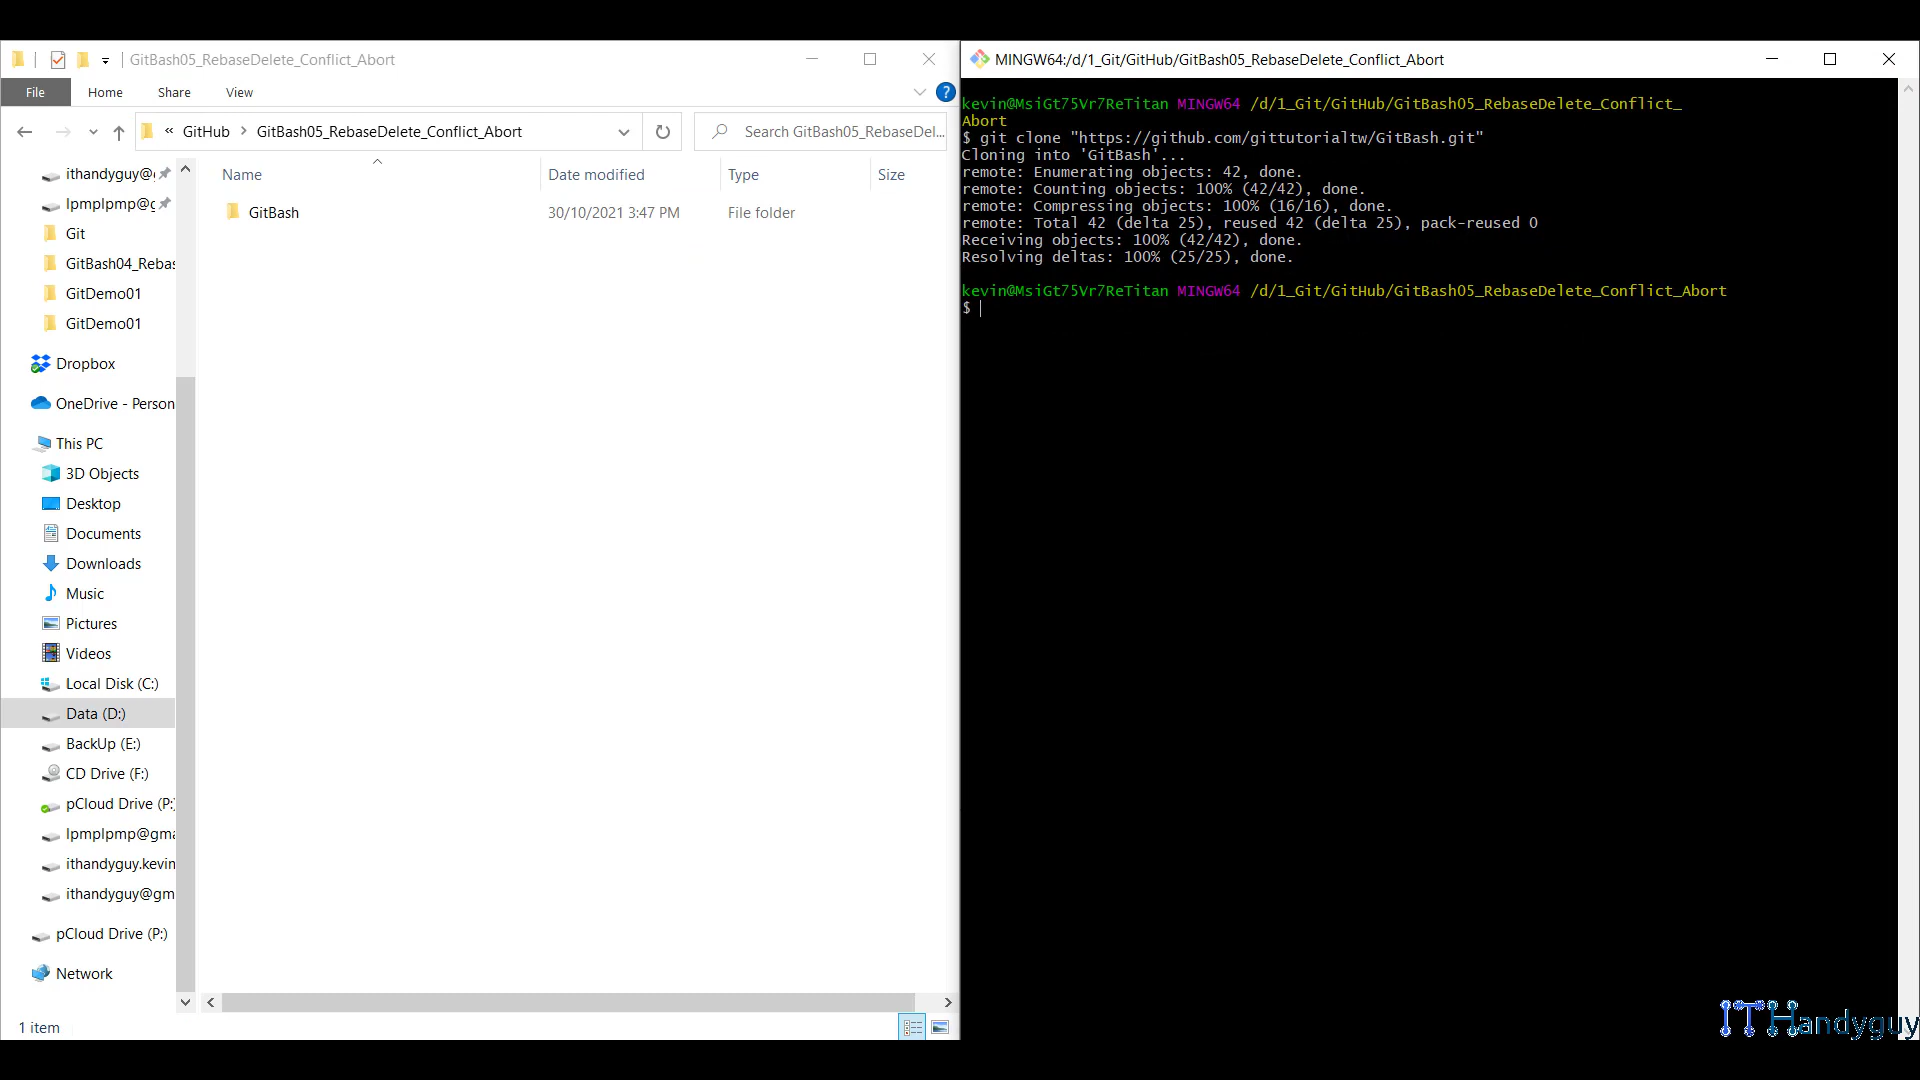 GitBash05_RebaseDelete_Conflict_Abort
File Home Share View
« GitHub > GitBash05_RebaseDelete_Conflict_Abort
Search GitBash05_RebaseDel...
Name Date modified Type Size
GitBash 30/10/2021 3:47 PM File folder
ithandyguy@g
lpmplpmp@g
Git
GitBash04_Rebas
GitDemo01
GitDemo01
Dropbox
OneDrive - Person
This PC
3D Objects
Desktop
Documents
Downloads
Music
Pictures
Videos
Local Disk (C:)
Data (D:)
BackUp (E:)
CD Drive (F:)
pCloud Drive (P:)
lpmplpmp@gma
ithandyguy.kevin
ithandyguy@gm
pCloud Drive (P:)
Network
1 item
MINGW64:/d/1_Git/GitHub/GitBash05_RebaseDelete_Conflict_Abort
kevin@MsiGt75Vr7ReTitan MINGW64 /d/1_Git/GitHub/GitBash05_RebaseDelete_Conflict_
Abort
$ git clone "https://github.com/gittutorialtw/GitBash.git"
Cloning into 'GitBash'...
remote: Enumerating objects: 42, done.
remote: Counting objects: 100% (42/42), done.
remote: Compressing objects: 100% (16/16), done.
remote: Total 42 (delta 25), reused 42 (delta 25), pack-reused 0
Receiving objects: 100% (42/42), done.
Resolving deltas: 100% (25/25), done.
kevin@MsiGt75Vr7ReTitan MINGW64 /d/1_Git/GitHub/GitBash05_RebaseDelete_Conflict_Abort
$
ITHandyguy